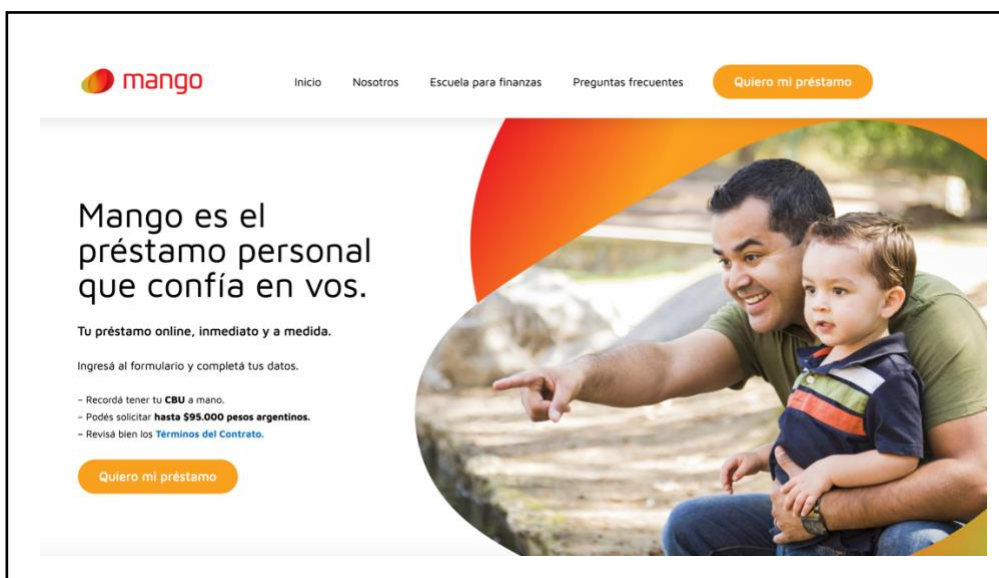 mango
Inicio Nosotros Escuela para finanzas Preguntas frecuentes Quiero mi préstamo
Mango es el
préstamo personal
que confía en vos.
Tu préstamo online, inmediato y a medida.
Ingresá al formulario y completá tus datos.
– Recordá tener tu CBU a mano.
– Podés solicitar hasta $95.000 pesos argentinos.
– Revisá bien los Términos del Contrato.
Quiero mi préstamo